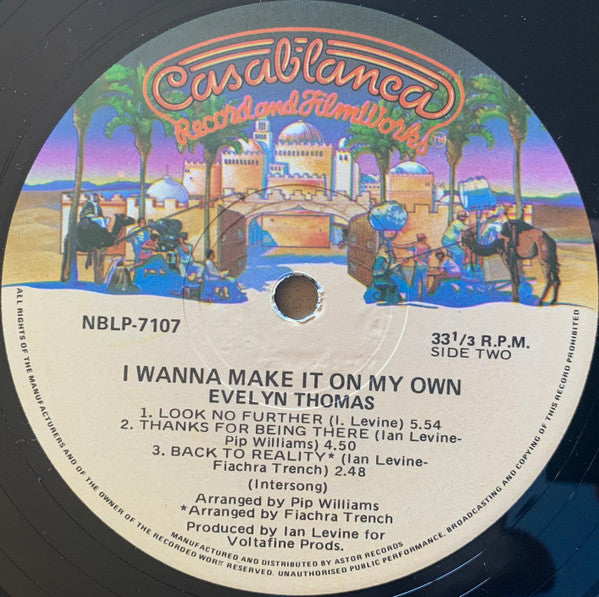 Casablanca
Record and FilmWorks TM
NBLP-7107
33 1/3 R.P.M.
SIDE TWO
I WANNA MAKE IT ON MY OWN
EVELYN THOMAS
1. LOOK NO FURTHER (I. Levine) 5.54
2. THANKS FOR BEING THERE (Ian Levine-
Pip Williams) 4.50
3. BACK TO REALITY* (Ian Levine-
Fiachra Trench) 2.48
(Intersong)
Arranged by Pip Williams
*Arranged by Fiachra Trench
Produced by Ian Levine for
Voltafine Prods.
MANUFACTURED AND DISTRIBUTED BY ASTOR RECORDS
ALL RIGHTS OF THE MANUFACTURERS AND OF THE OWNER OF THE RECORDED WORK RESERVED. UNAUTHORISED PUBLIC PERFORMANCE, BROADCASTING AND COPYING OF THIS RECORD PROHIBITED